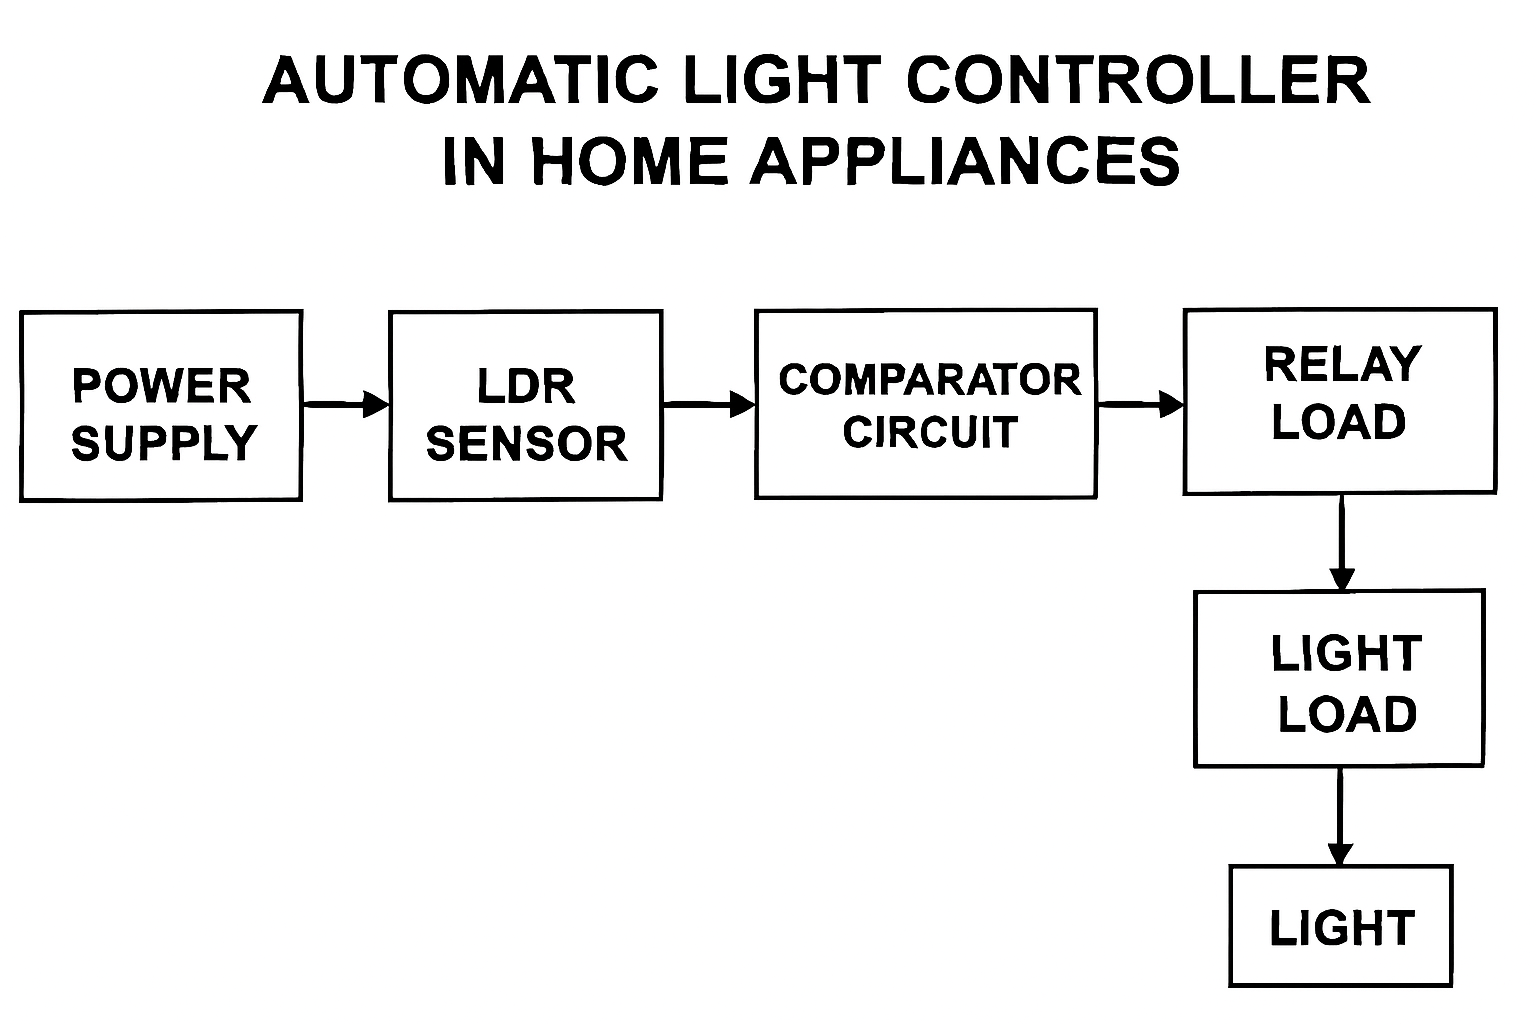 AUTOMATIC LIGHT CONTROLLER
IN HOME APPLIANCES
POWER
SUPPLY
LDR
SENSOR
COMPARATOR
CIRCUIT
RELAY
LOAD
LIGHT
LOAD
LIGHT